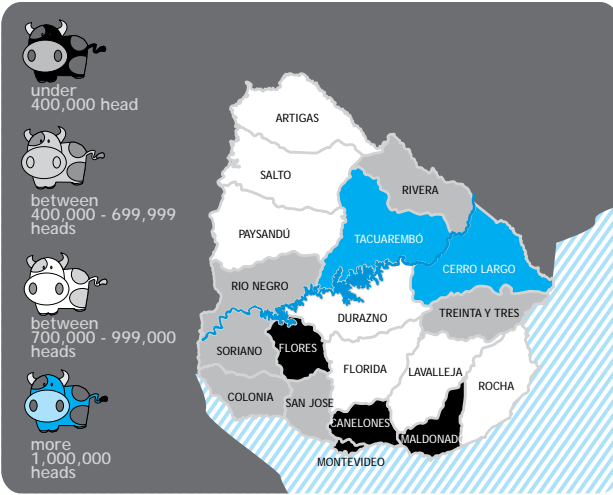 under
400,000 head
between
400,000 - 699,999
heads
between
700,000 - 999,000
heads
more
1,000,000
heads
ARTIGAS
SALTO
RIVERA
PAYSANDÚ
TACUAREMBÓ
CERRO LARGO
RIO NEGRO
DURAZNO
TREINTA Y TRES
SORIANO
FLORES
FLORIDA
LAVALLEJA
ROCHA
COLONIA
SAN JOSE
CANELONES
MALDONADO
MONTEVIDEO